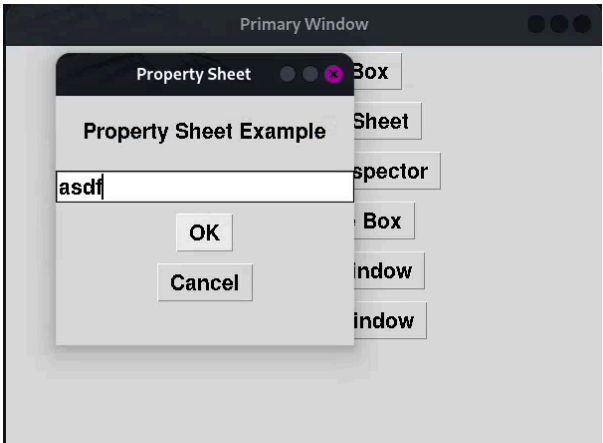 Primary Window
Property Sheet
Box
Property Sheet Example
Sheet
spector
asdf
Box
OK
indow
Cancel
indow